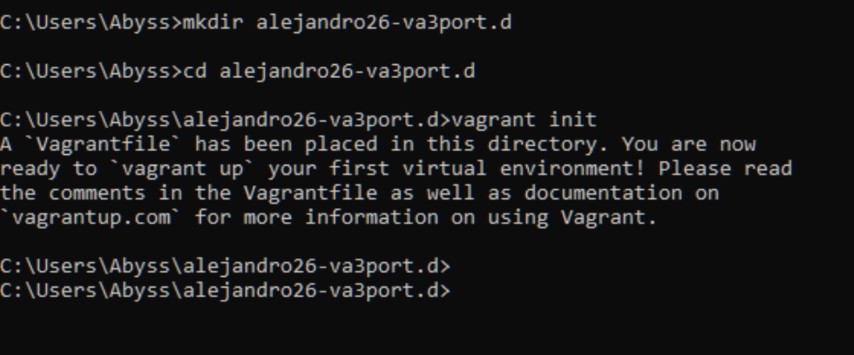 C:\Users\Abyss>mkdir alejandro26-va3port.d
C:\Users\Abyss>cd alejandro26-va3port.d
C:\Users\Abyss\alejandro26-va3port.d>vagrant init
A `Vagrantfile` has been placed in this directory. You are now
ready to `vagrant up` your first virtual environment! Please read
the comments in the Vagrantfile as well as documentation on
`vagrantup.com` for more information on using Vagrant.
C:\Users\Abyss\alejandro26-va3port.d>
C:\Users\Abyss\alejandro26-va3port.d>